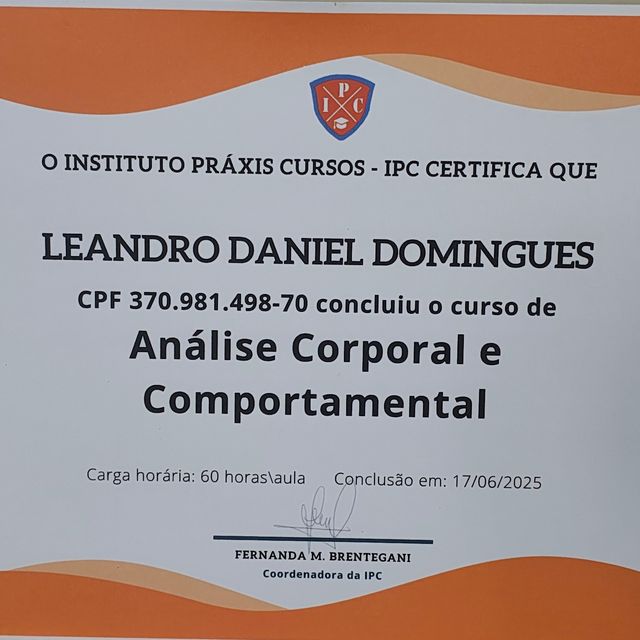 P
I C
O INSTITUTO PRÁXIS CURSOS - IPC CERTIFICA QUE
LEANDRO DANIEL DOMINGUES
CPF 370.981.498-70 concluiu o curso de
Análise Corporal e
Comportamental
Carga horária: 60 horas\aula Conclusão em: 17/06/2025
FERNANDA M. BRENTEGANI
Coordenadora da IPC